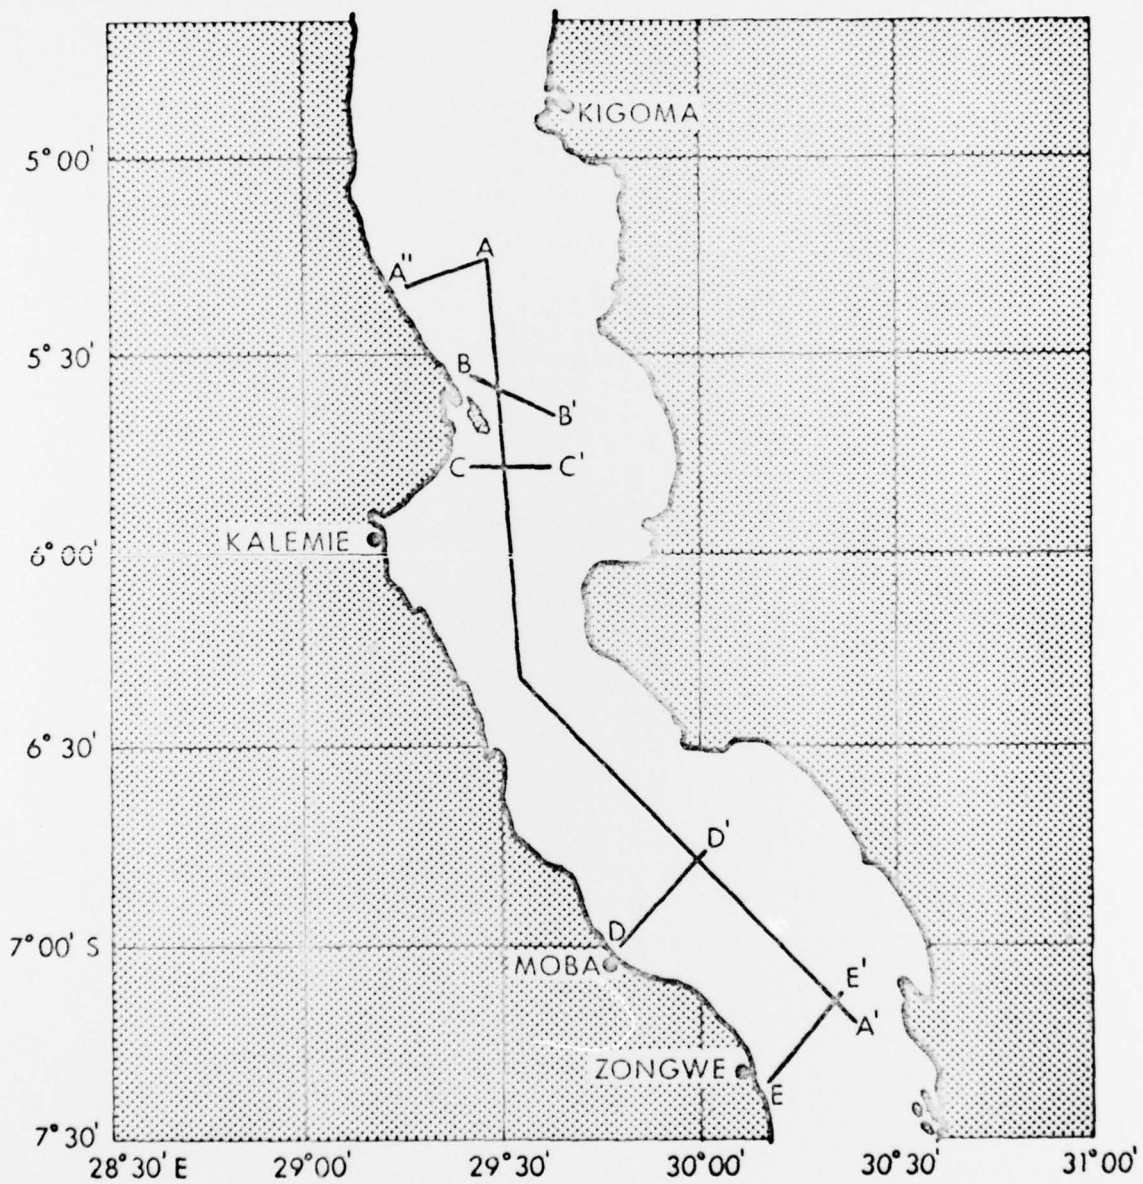 KIGOMA
5°00'
A
A"
5°30'
B
B'
C
C'
KALEMIE
6°00'
6°30'
D'
D
7°00' S
MOBA
E'
A'
ZONGWE
E
7°30'
28°30' E
29°00'
29°30'
30°00'
30°30'
31°00'